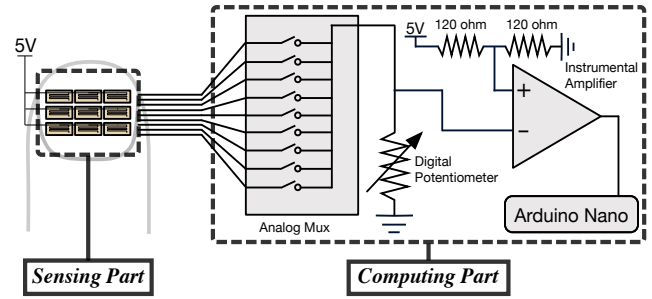 5V
5V
120 ohm
120 ohm
Instrumental
Amplifier
+
−
Digital
Potentiometer
Arduino Nano
Analog Mux
Sensing Part
Computing Part